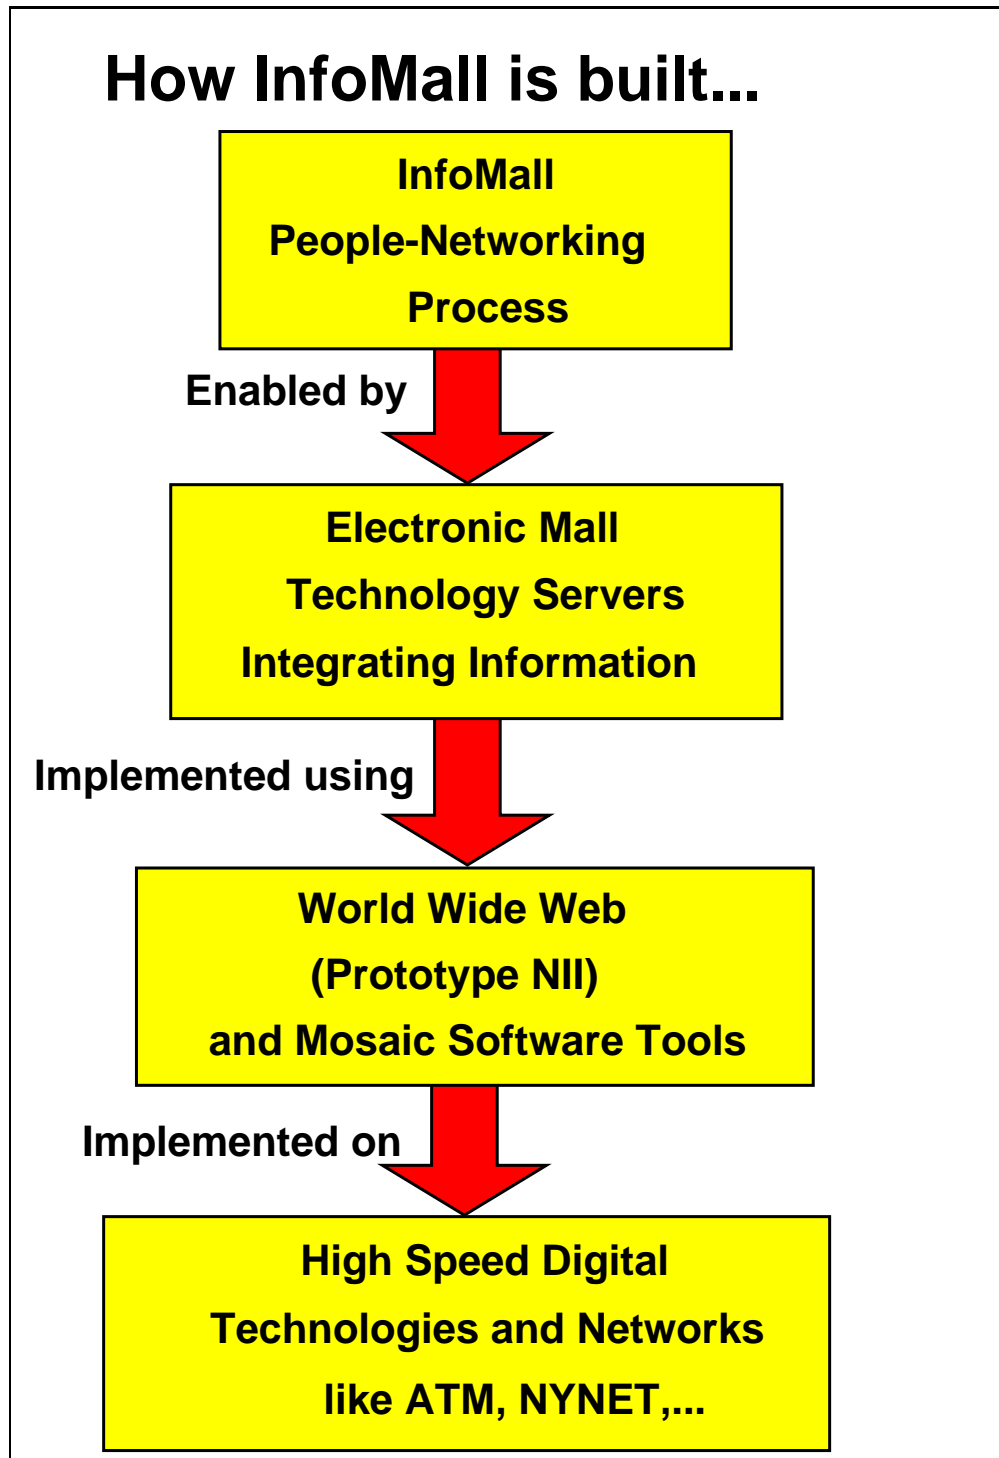 How InfoMall is built...
InfoMall
People-Networking
Process
Enabled by
Electronic Mall
Technology Servers
Integrating Information
Implemented using
World Wide Web
(Prototype NII)
and Mosaic Software Tools
Implemented on
High Speed Digital
Technologies and Networks
like ATM, NYNET,...